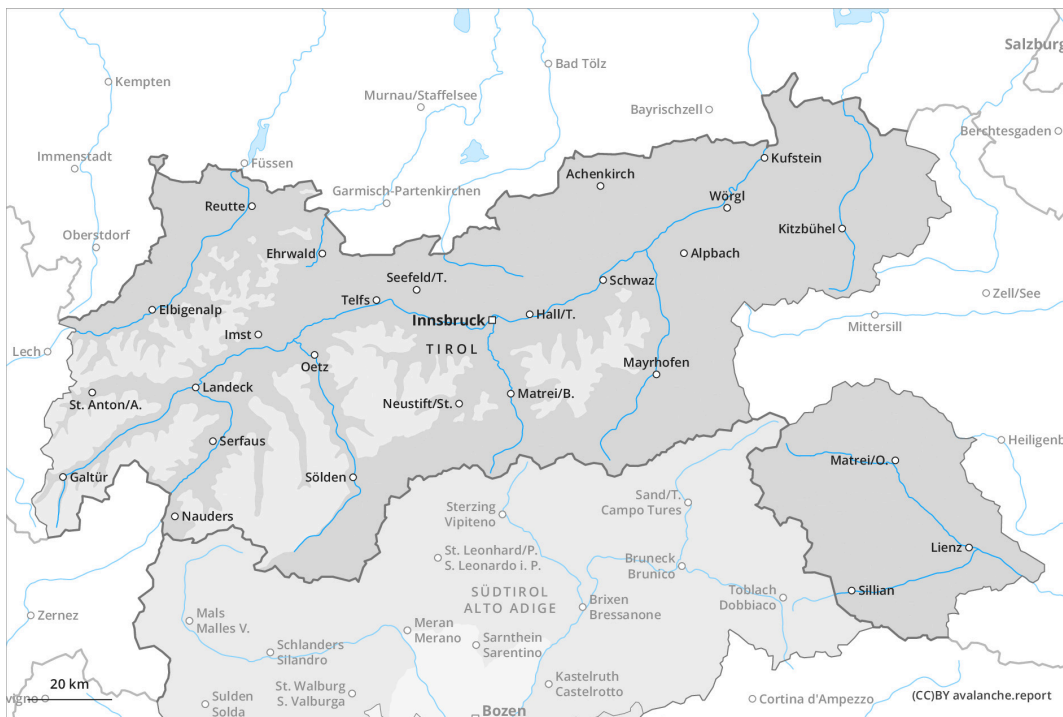 Salzburg
Kempten
Bad Tölz
Murnau/Staffelsee
Bayrischzell
Berchtesgaden
Immenstadt
Füssen
Kufstein
Achenkirch
Garmisch-Partenkirchen
Reutte
Wörgl
Oberstdorf
Kitzbühel
Ehrwald
Alpbach
Seefeld/T.
Schwaz
Zell/See
Telfs
Elbigenalp
Hall/T.
Innsbruck
Mittersill
Imst
TIROL
Lech
Oetz
Mayrhofen
Landeck
St. Anton/A.
Neustift/St.
Matrei/B.
Serfaus
Heiligenb
Matrei/O.
Galtür
Sölden
Sand/T.
Campo Tures
Sterzing
Vipiteno
Nauders
Lienz
St. Leonhard/P.
S. Leonardo i. P.
Bruneck
Brunico
SÜDTIROL
ALTO ADIGE
Toblach
Dobbiaco
Sillian
Brixen
Bressanone
Zernez
Mals
Malles V.
Meran
Merano
Sarnthein
Sarentino
Schlanders
Silandro
Kastelruth
Castelrotto
20 km
St. Walburg
S. Valburga
vigno
Sulden
Solda
Cortina d'Ampezzo
(CC)BY avalanche.report
Bozen